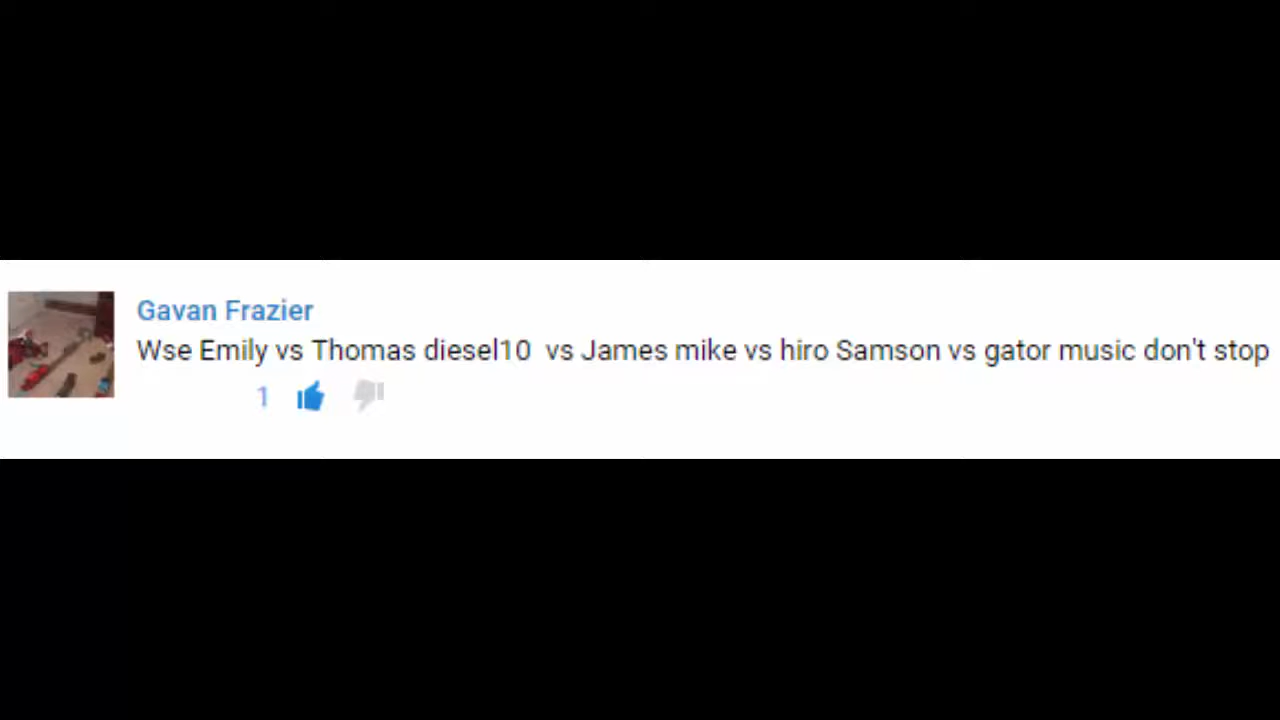 Gavan Frazier
Wse Emily vs Thomas diesel10  vs James mike vs hiro Samson vs gator music don't stop
1